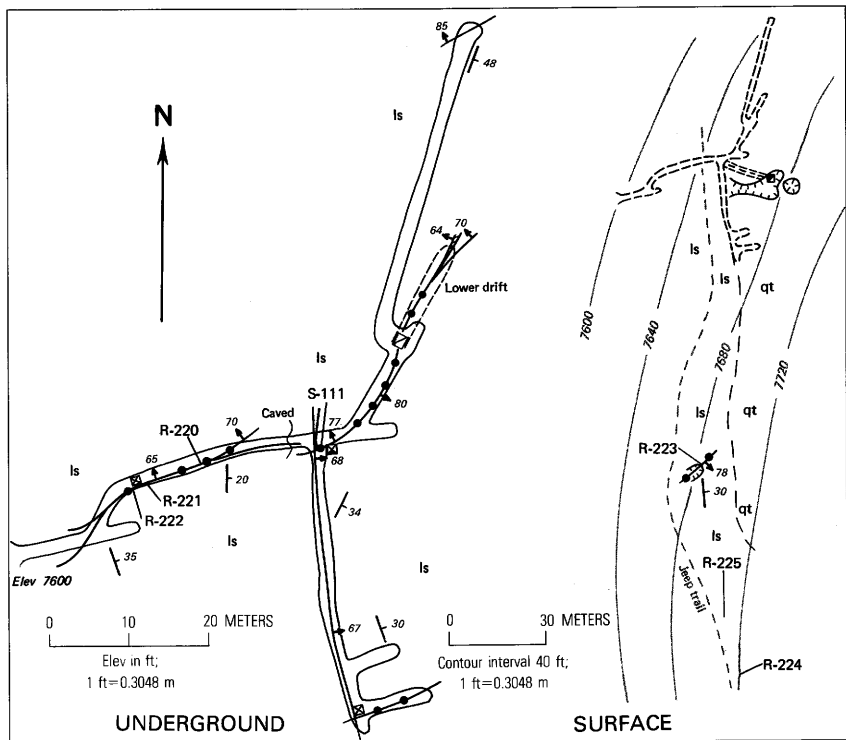 85
48
ls
N
70
64
Lower drift
ls
S-111
Caved
77
80
70
R-220
65
68
ls
R-221
20
R-222
34
ls
ls
35
Elev 7600
67
30
0 10 20 METERS
Elev in ft;
1 ft=0.3048 m
UNDERGROUND
ls
ls
qt
7600
7640
7680
7720
ls
qt
R-223
78
30
qt
ls
R-225
Jeep trail
R-224
0 30 METERS
Contour interval 40 ft;
1 ft=0.3048 m
SURFACE